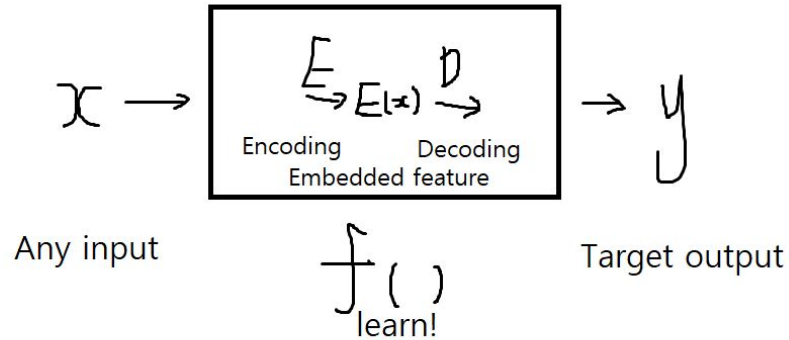 E D
x → → E(x) → → y
Encoding Decoding
Embedded feature
Any input f( ) Target output
learn!